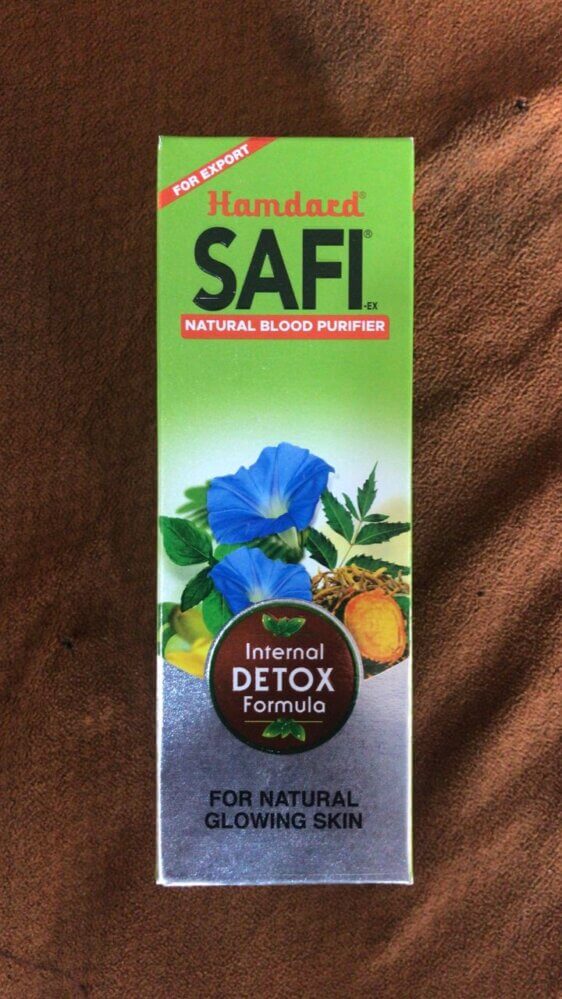 FOR EXPORT
Hamdard®
SAFI®
-EX
NATURAL BLOOD PURIFIER
Internal
DETOX
Formula
FOR NATURAL
GLOWING SKIN